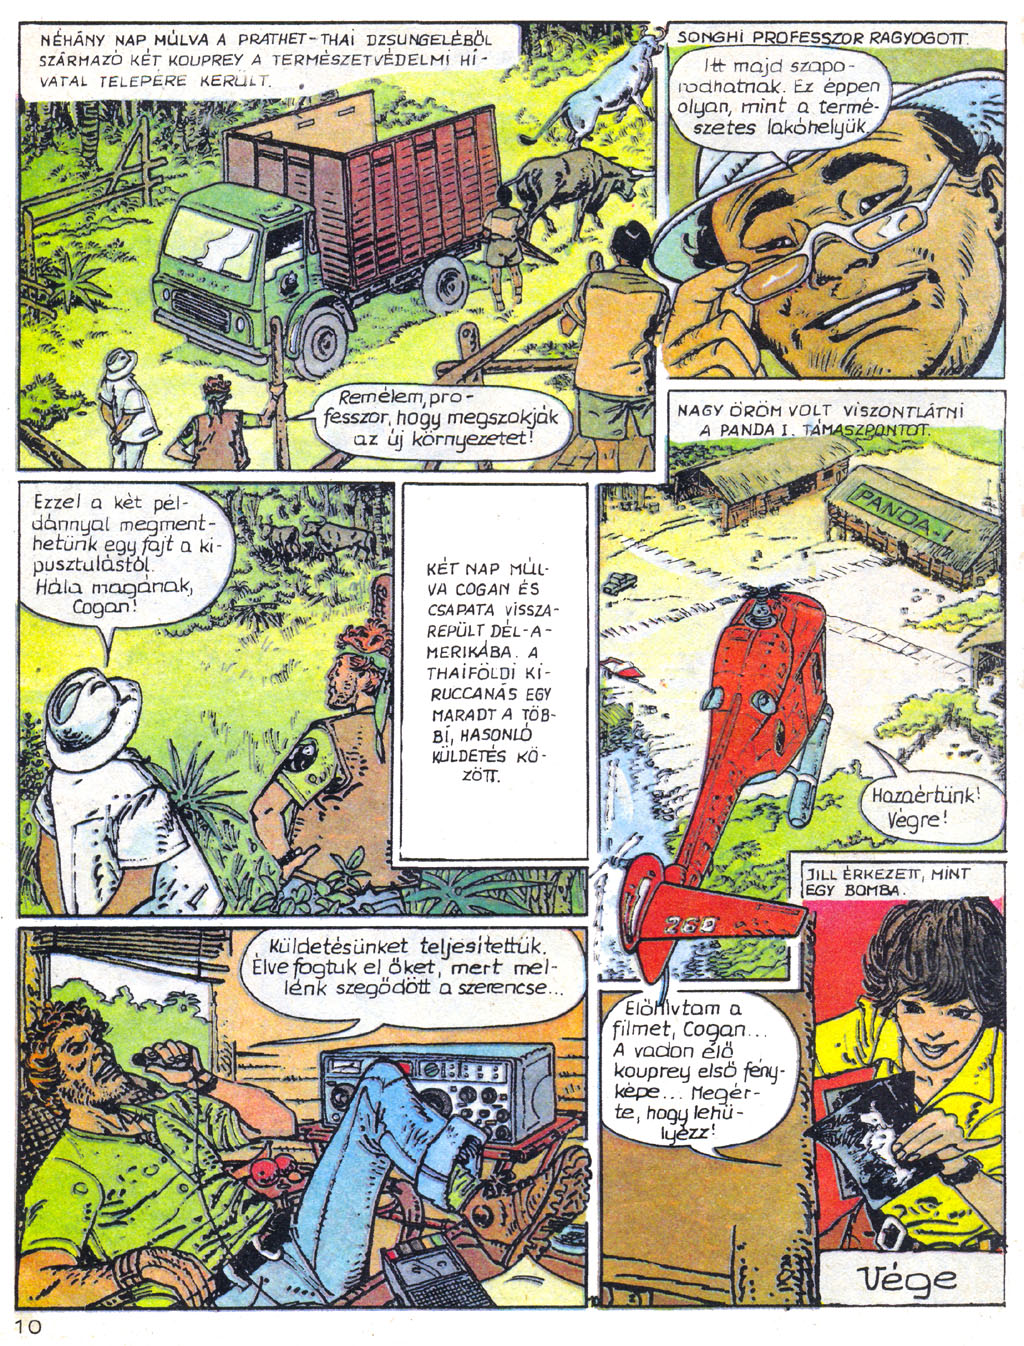 NÉHÁNY NAP MÚLVA A PRATHET-THAI DZSUNGELÉBŐL
SZÁRMAZÓ KÉT KOUPREY A TERMÉSZETVÉDELMI HI-
VATAL TELEPÉRE KERÜLT.
Remélem, pro-
fesszor, hogy megszokják
az új környezetet!
SONGHI PROFESSZOR RAGYOGOTT.
Itt majd szapo-
rodhatnak. Ez éppen
olyan, mint a termé-
szetes lakóhelyük.
Ezzel a két pél-
dánnyal megment-
hetünk egy fajt a ki-
pusztulástól.
Hála magának,
Cogan!
KÉT NAP MÚL-
VA COGAN ÉS
CSAPATA VISSZA-
REPÜLT DÉL-A-
MERIKÁBA. A
THAIFÖLDI KI-
RUCCANÁS EGY
MARADT A TÖB-
BI, HASONLÓ
KÜLDETÉS KÖ-
ZÖTT.
NAGY ÖRÖM VOLT VISZONTLÁTNI
A PANDA I. TÁMASZPONTOT.
PANDA-I
Hazaértünk!
Végre!
260
Küldetésünket teljesítettük.
Élve fogtuk el őket, mert mel-
lénk szegődött a szerencse...
JILL ÉRKEZETT, MINT
EGY BOMBA.
Előhívtam a
filmet, Cogan...
A vadon élő
kouprey első fény-
képe... Megér-
te, hogy lehü-
lyézz!
Vége
10